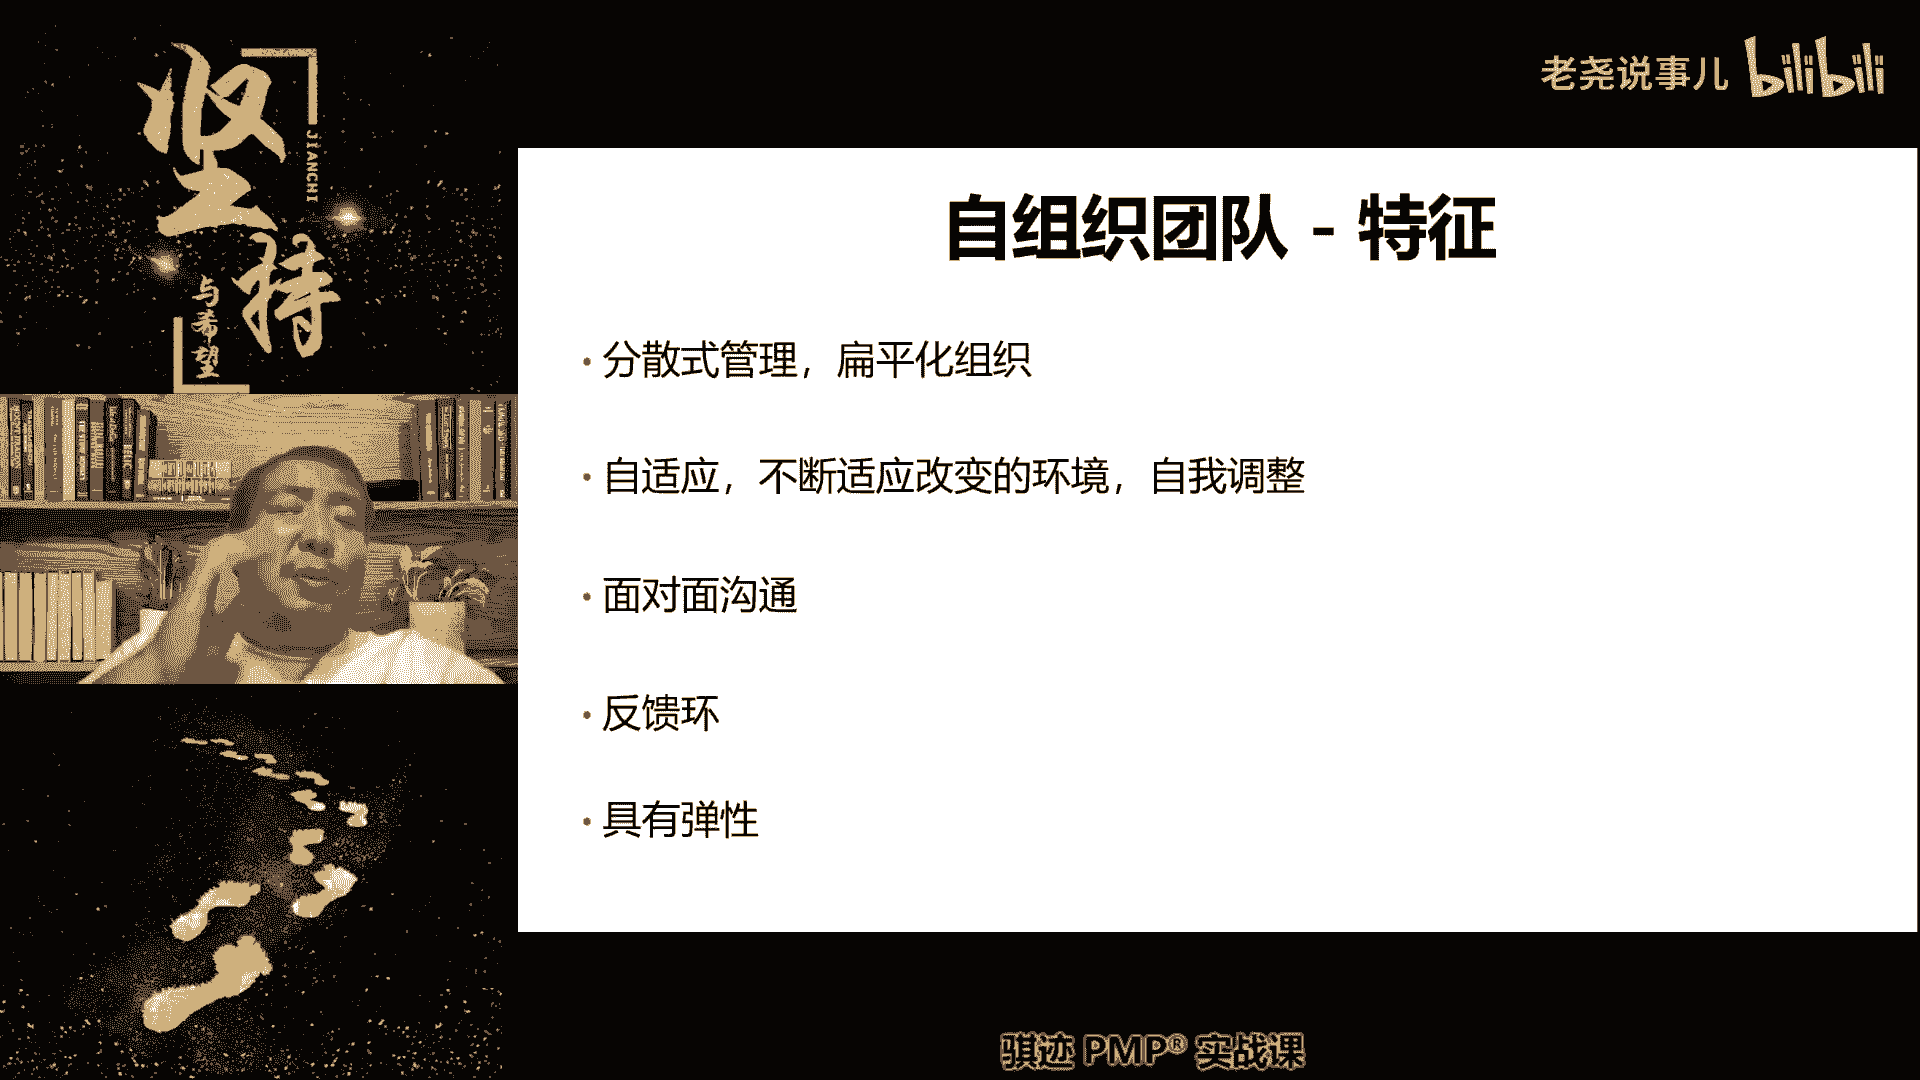 坚持
JIANCHI
与希望
老尧说事儿 bilibili
自组织团队 - 特征
• 分散式管理，扁平化组织
• 自适应，不断适应改变的环境，自我调整
• 面对面沟通
• 反馈环
• 具有弹性
骐迹 PMP® 实战课